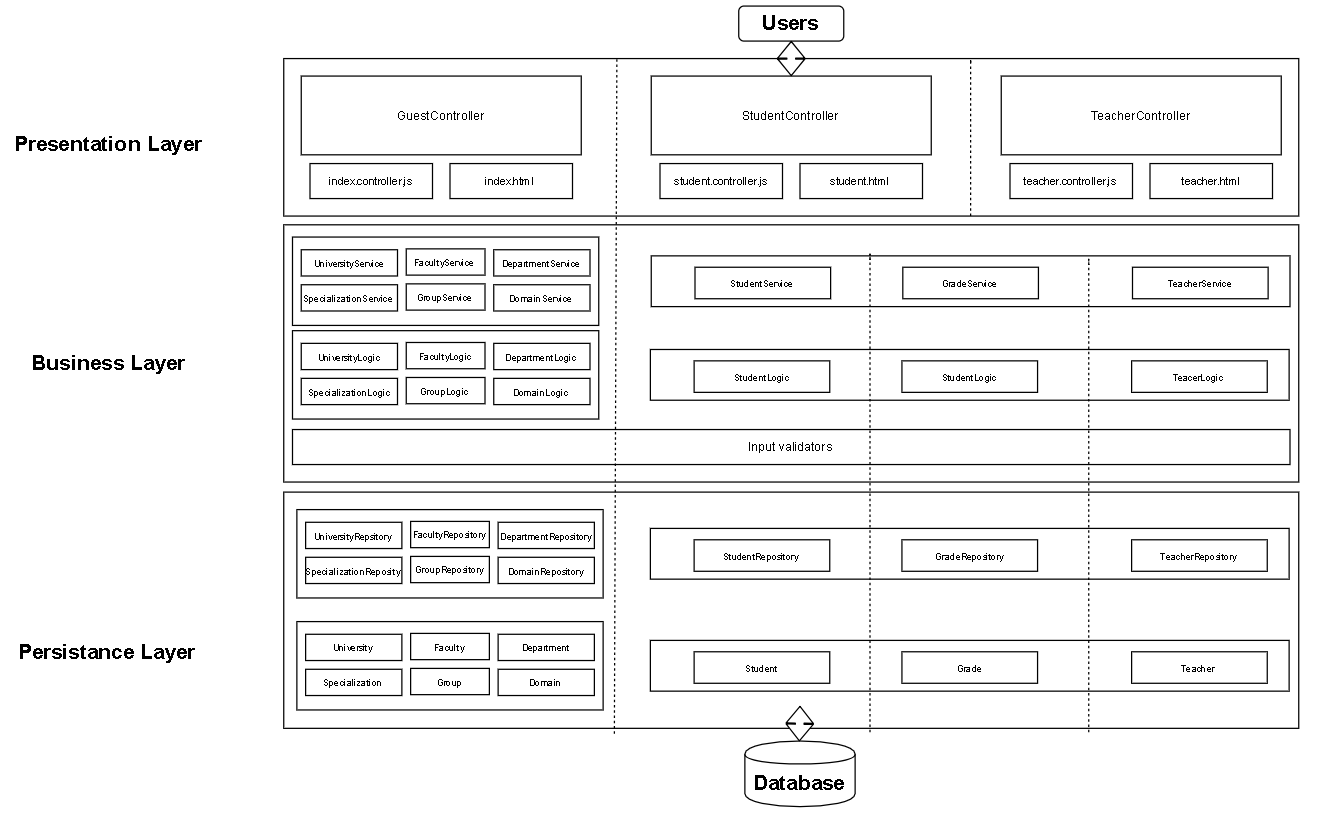 Users
Presentation Layer
GuestController
StudentController
TeacherController
index.controller.js
index.html
student.controller.js
student.html
teacher.controller.js
teacher.html
Business Layer
UniversityService
FacultyService
DepartmentService
SpecializationService
GroupService
DomainService
StudentService
GradeService
TeacherService
UniversityLogic
FacultyLogic
DepartmentLogic
SpecializationLogic
GroupLogic
DomainLogic
StudentLogic
StudentLogic
TeacerLogic
Input validators
Persistance Layer
UniversityRepsitory
FacultyRepository
DepartmentRepository
SpecializationReposity
GroupRepository
DomainRepository
StudentRepository
GradeRepository
TeacherRepository
University
Faculty
Department
Specialization
Group
Domain
Student
Grade
Teacher
Database